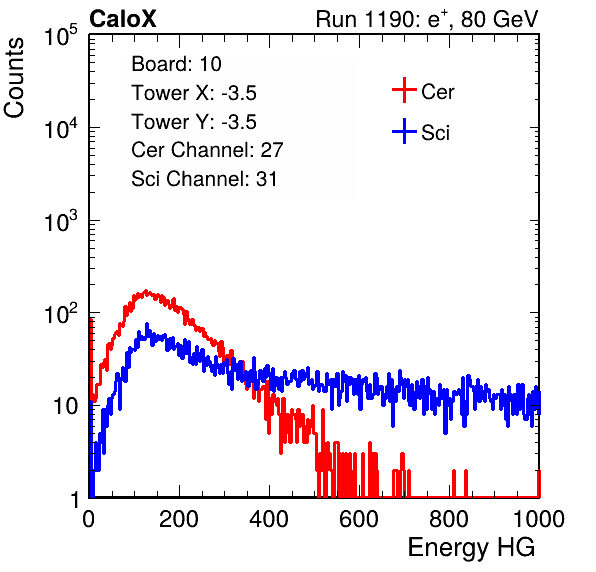 CaloX Run 1190: e⁺, 80 GeV
Board: 10
Tower X: -3.5
Tower Y: -3.5
Cer Channel: 27
Sci Channel: 31
Cer
Sci
Counts
10⁵
10⁴
10³
10²
10
1
0 200 400 600 800 1000
Energy HG